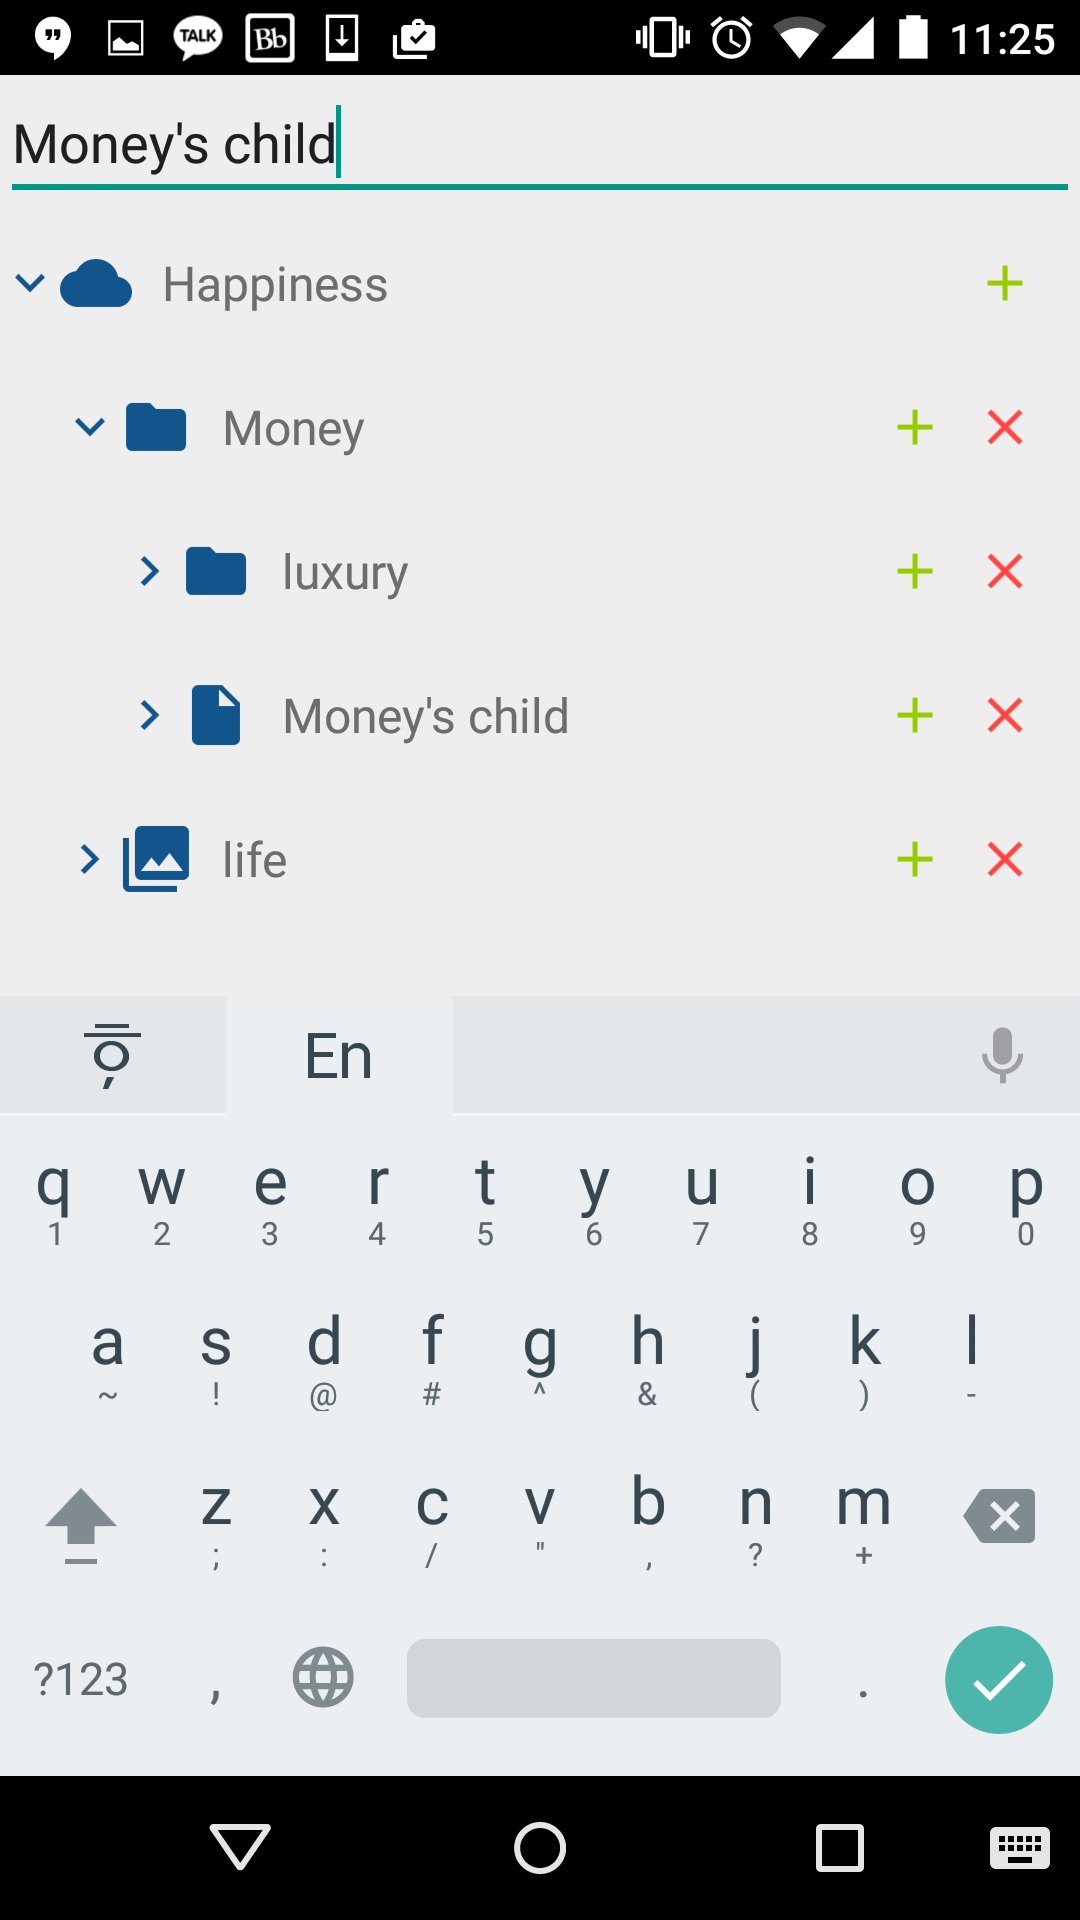 TALK Bb 11:25
Money's child
Happiness
Money
luxury
Money's child
life
En
q w e r t y u i o p
1 2 3 4 5 6 7 8 9 0
a s d f g h j k l
~ ! @ # ^ & ( ) -
z x c v b n m
; : / " , ? +
?123 , .